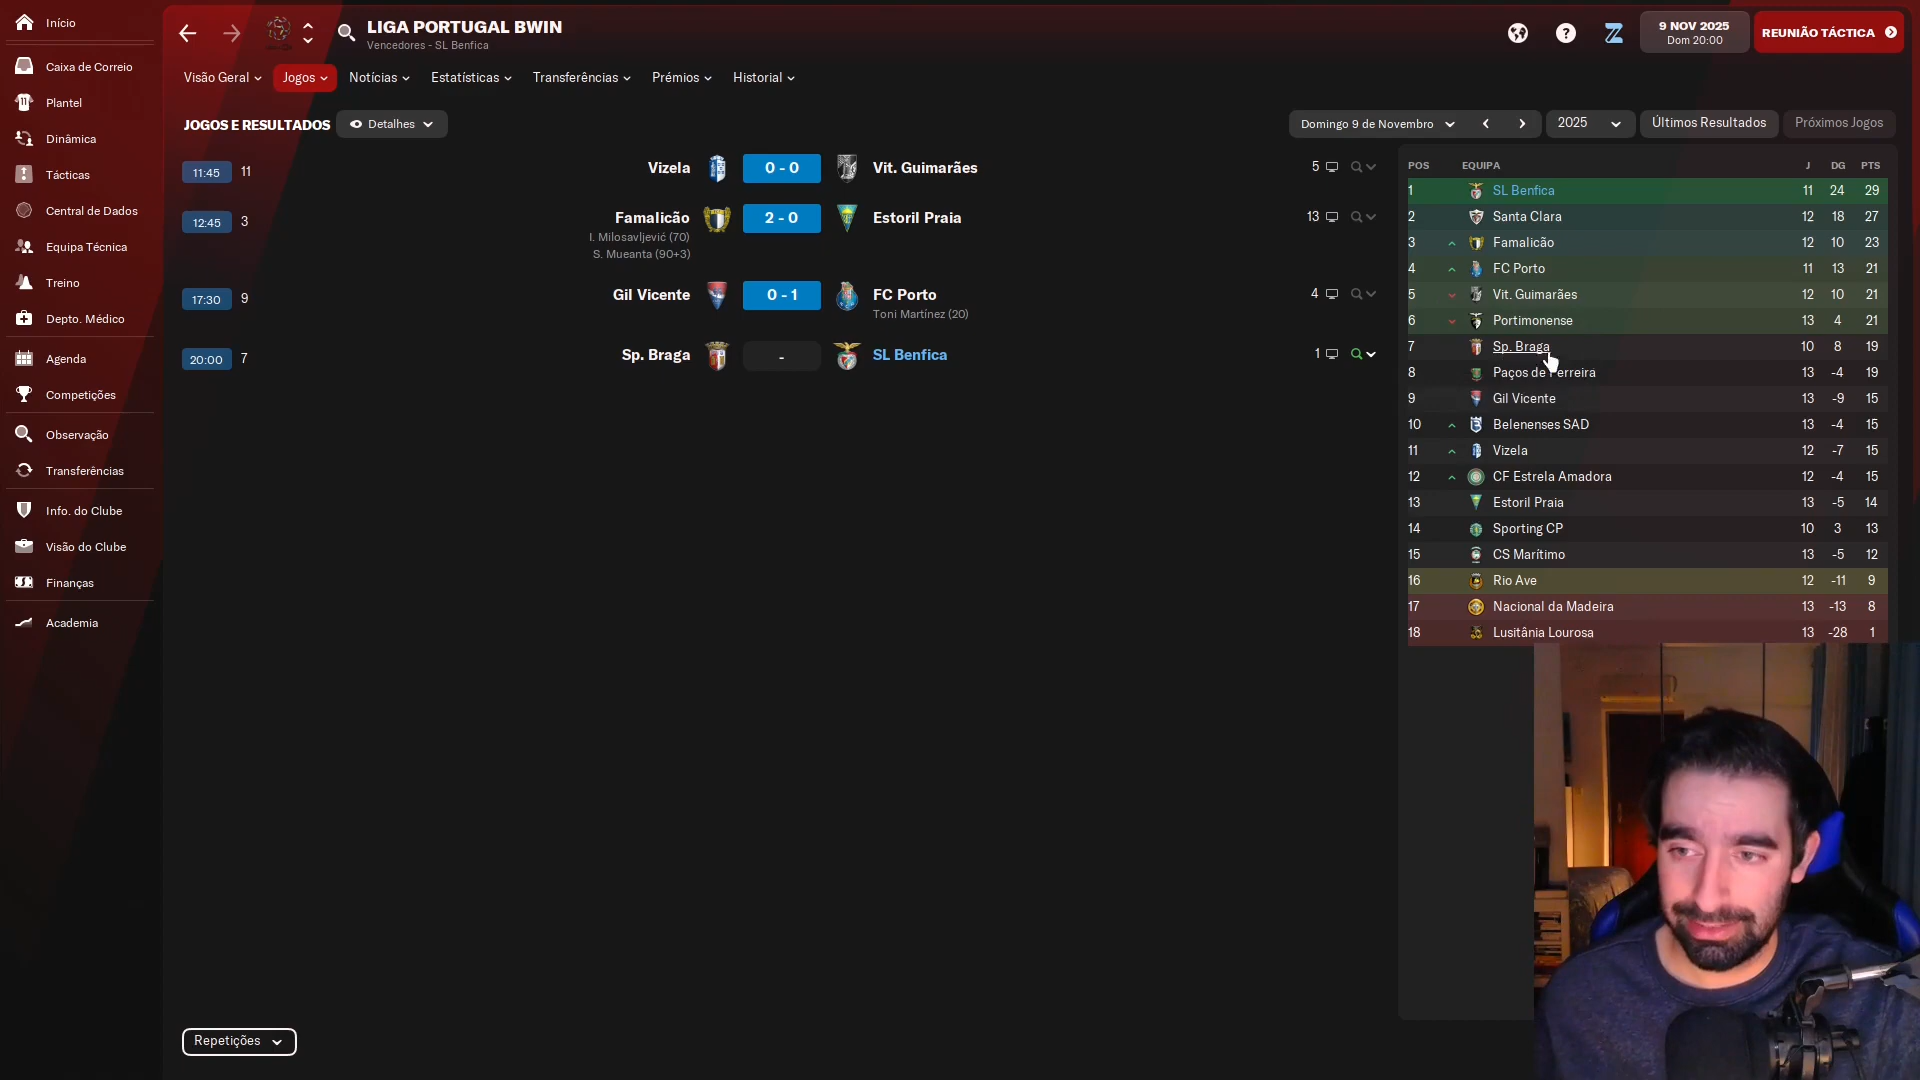 Início
Caixa de Correio
Plantel
Dinâmica
Tácticas
Central de Dados
Equipa Técnica
Treino
Depto. Médico
Agenda
Competições
Observação
Transferências
Info. do Clube
Visão do Clube
Finanças
Academia
LIGA PORTUGAL BWIN
Vencedores - SL Benfica
9 NOV 2025
Dom 20:00
REUNIÃO TÁCTICA
Visão Geral Jogos Notícias Estatísticas Transferências Prémios Historial
JOGOS E RESULTADOS Detalhes
Domingo 9 de Novembro 2025 Últimos Resultados Próximos Jogos
11:45 11 Vizela 0 - 0 Vit. Guimarães 5
12:45 3 Famalicão 2 - 0 Estoril Praia 13
I. Milosavljević (70)
S. Mueanta (90+3)
17:30 9 Gil Vicente 0 - 1 FC Porto 4
Toni Martínez (20)
20:00 7 Sp. Braga - SL Benfica 1
POS EQUIPA J DG PTS
1 SL Benfica 11 24 29
2 Santa Clara 12 18 27
3 Famalicão 12 10 23
4 FC Porto 11 13 21
5 Vit. Guimarães 12 10 21
6 Portimonense 13 4 21
7 Sp. Braga 10 8 19
8 Paços de Ferreira 13 -4 19
9 Gil Vicente 13 -9 15
10 Belenenses SAD 13 -4 15
11 Vizela 12 -7 15
12 CF Estrela Amadora 12 -4 15
13 Estoril Praia 13 -5 14
14 Sporting CP 10 3 13
15 CS Marítimo 13 -5 12
16 Rio Ave 12 -11 9
17 Nacional da Madeira 13 -13 8
18 Lusitânia Lourosa 13 -28 1
Repetições